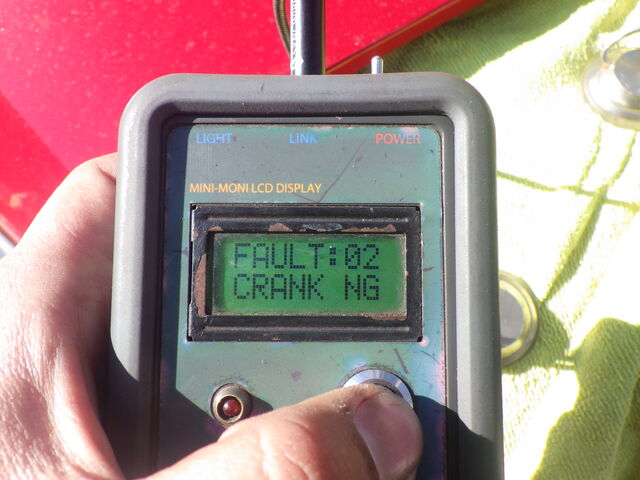 LIGHT LINK POWER
MINI-MONI LCD DISPLAY
FAULT:02
CRANK NG